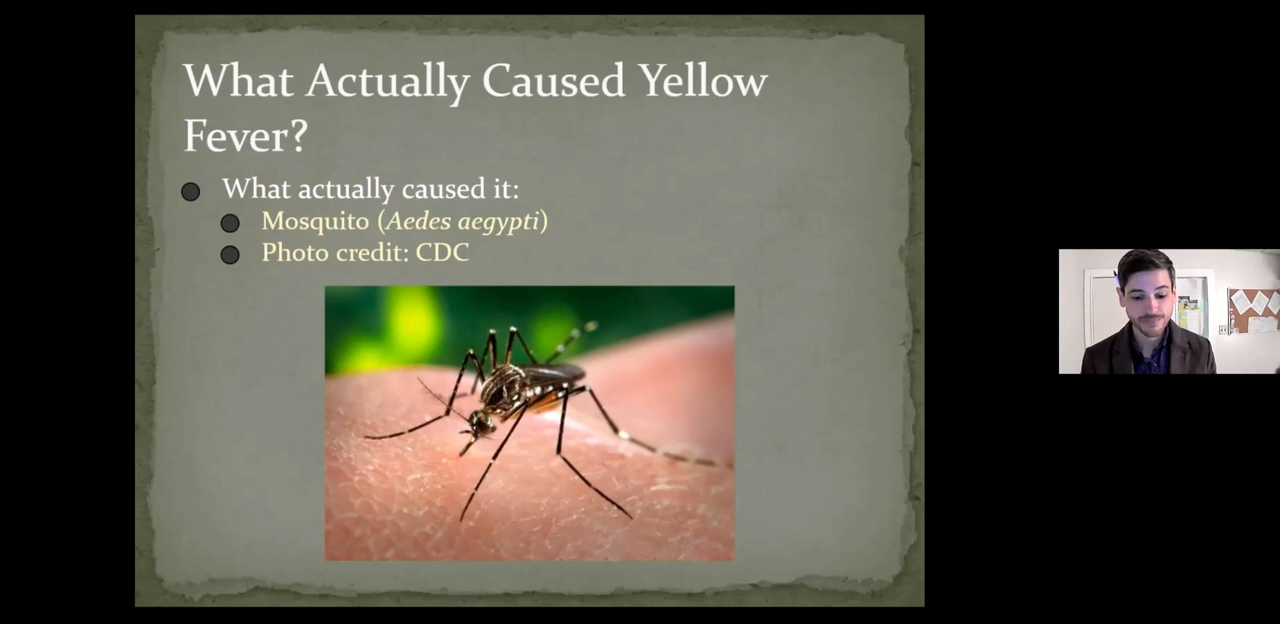 What Actually Caused Yellow
Fever?
What actually caused it:
Mosquito (Aedes aegypti)
Photo credit: CDC